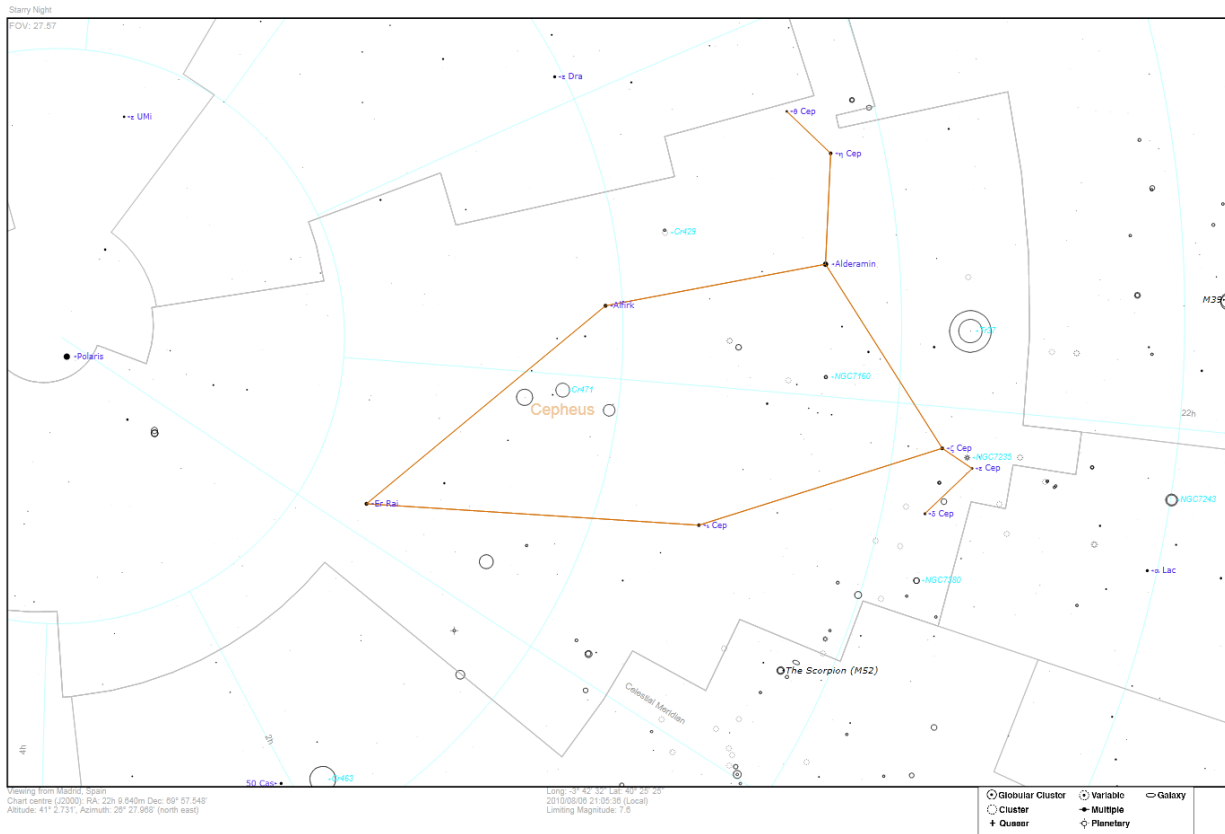 Starry Night
FOV: 27.57
-ε Dra
-ε UMi
-θ Cep
-η Cep
-Cr429
-Alderamin
-Alfirk
M39
-Tr37
-Polaris
-NGC7160
-Cr471
Cepheus
22h
-ζ Cep
-NGC7235
-ε Cep
-Er Rai
-NGC7243
-δ Cep
-ι Cep
-α Lac
-NGC7380
-The Scorpion (M52)
Celestial Meridian
4h
2h
50 Cas-
-Cr463
Viewing from Madrid, Spain
Chart centre (J2000): RA: 22h 9.640m Dec: 69° 57.548'
Altitude: 41° 2.731', Azimuth: 26° 27.968' (north east)
Long: -3° 42' 32" Lat: 40° 25' 25"
2010/08/06 21:05:36 (Local)
Limiting Magnitude: 7.6
Globular Cluster
Variable
Galaxy
Cluster
Multiple
Quasar
Planetary